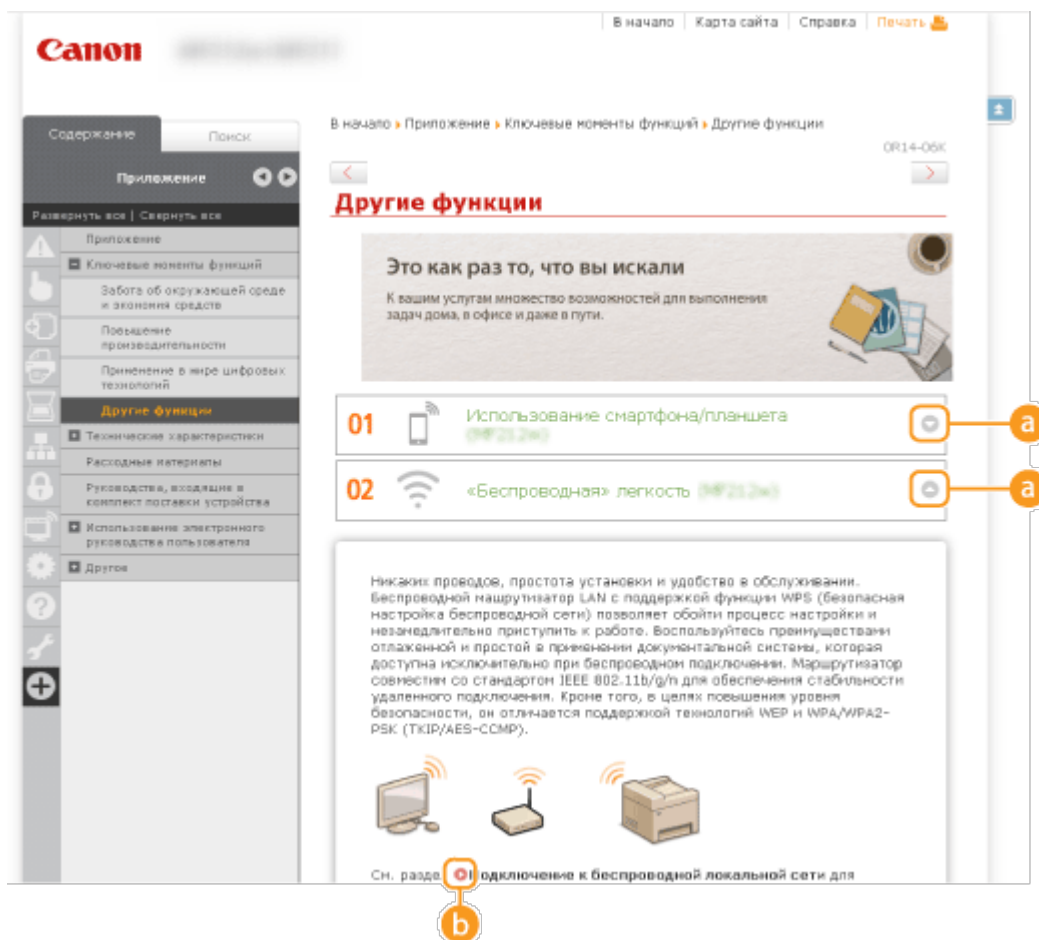 В начало | Карта сайта | Справка | Печать
Canon
Содержание
Поиск
Приложение
Развернуть все | Свернуть все
Приложение
Ключевые моменты функций
Забота об окружающей среде
и экономия средств
Повышение
производительности
Применение в мире цифровых
технологий
Другие функции
Технические характеристики
Расходные материалы
Руководства, входящие в
комплект поставки устройства
Использование электронного
руководства пользователя
Другое
В начало Приложение Ключевые моменты функций Другие функции
0R14-06K
Другие функции
Это как раз то, что вы искали
К вашим услугам множество возможностей для выполнения
задач дома, в офисе и даже в пути.
01 Использование смартфона/планшета
(MF212w)
a
02 «Беспроводная» легкость (MF212w)
a
Никаких проводов, простота установки и удобство в обслуживании.
Беспроводной машрутизатор LAN с поддержкой функции WPS (безопасная
настройка беспроводной сети) позволяет обойти процесс настройки и
незамедлительно приступить к работе. Воспользуйтесь преимуществами
отлаженной и простой в применении документальной системы, которая
доступна исключительно при беспроводном подключении. Маршрутизатор
совместим со стандартом IEEE 802.11b/g/n для обеспечения стабильности
удаленного подключения. Кроме того, в целях повышения уровня
безопасности, он отличается поддержкой технологий WEP и WPA/WPA2-
PSK (TKIP/AES-CCMP).
См. раздел Подключение к беспроводной локальной сети для
b